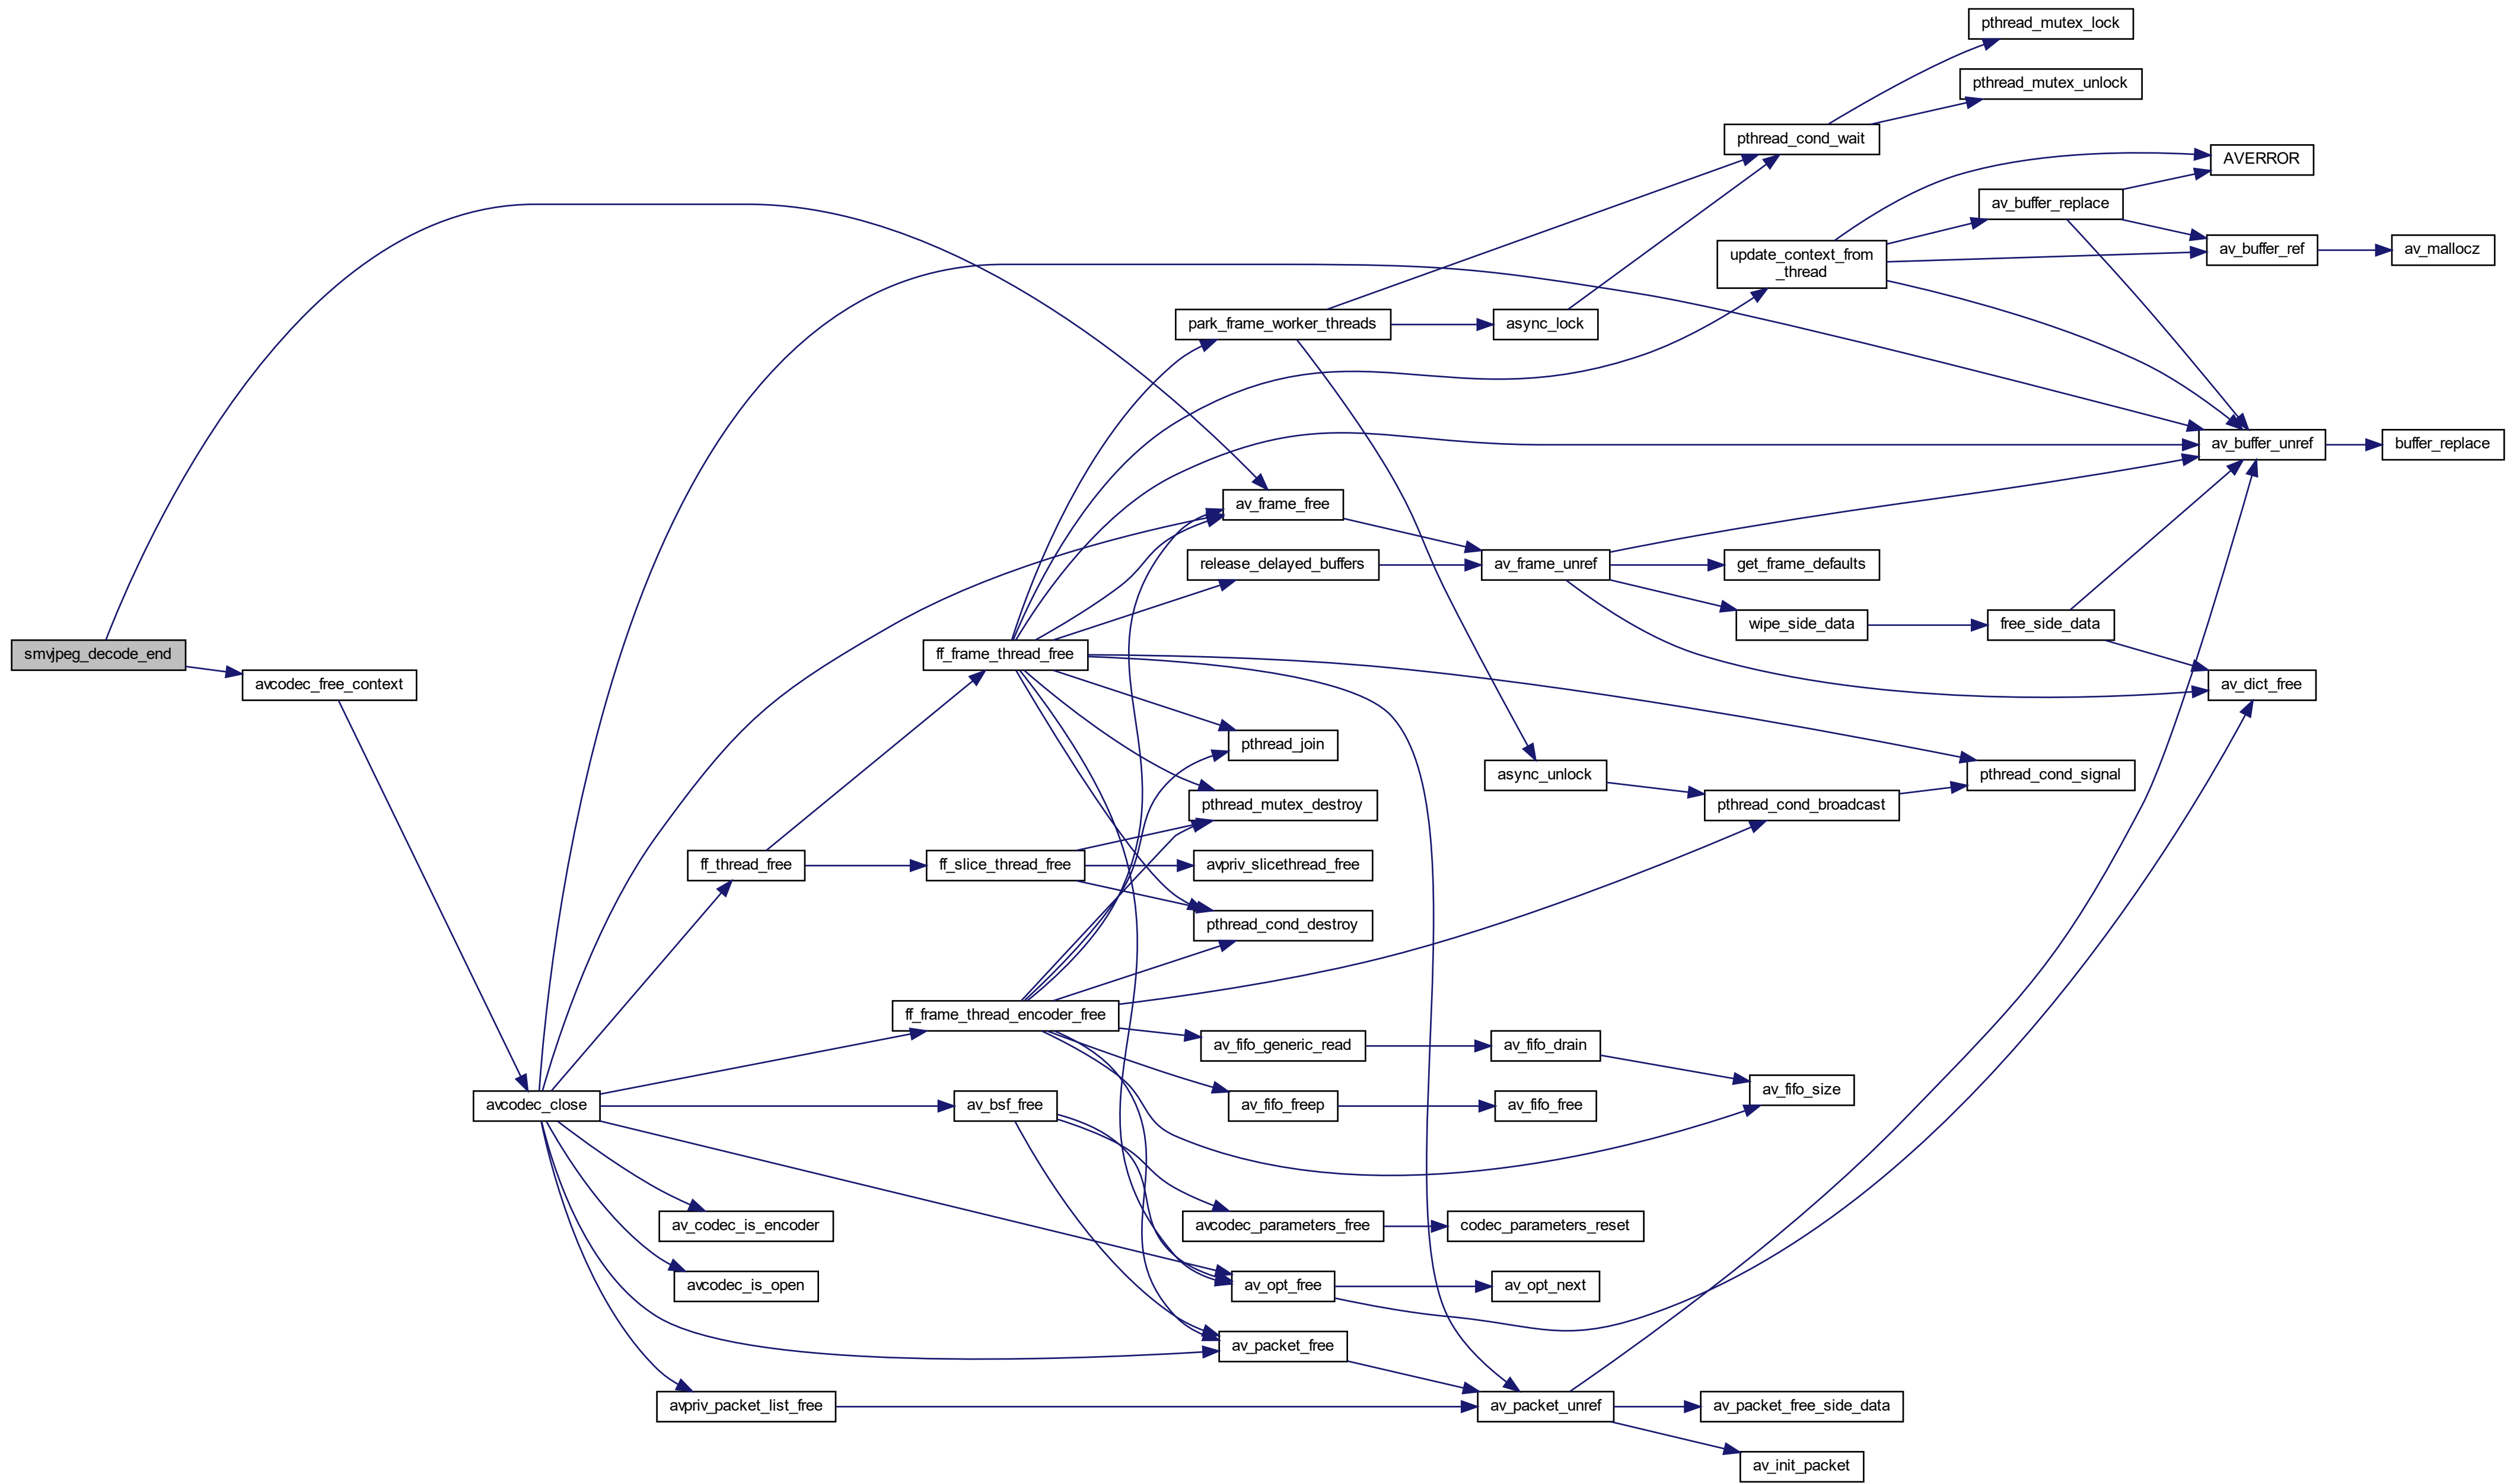 pthread_mutex_lock
pthread_mutex_unlock
pthread_cond_wait
AVERROR
av_buffer_replace
update_context_from
_thread
av_buffer_ref
av_mallocz
park_frame_worker_threads
async_lock
av_buffer_unref
buffer_replace
av_frame_free
release_delayed_buffers
av_frame_unref
get_frame_defaults
wipe_side_data
free_side_data
smvjpeg_decode_end
ff_frame_thread_free
avcodec_free_context
av_dict_free
pthread_join
async_unlock
pthread_cond_signal
pthread_mutex_destroy
pthread_cond_broadcast
ff_thread_free
ff_slice_thread_free
avpriv_slicethread_free
pthread_cond_destroy
ff_frame_thread_encoder_free
av_fifo_generic_read
av_fifo_drain
av_fifo_size
avcodec_close
av_bsf_free
av_fifo_freep
av_fifo_free
av_codec_is_encoder
avcodec_parameters_free
codec_parameters_reset
avcodec_is_open
av_opt_free
av_opt_next
av_packet_free
avpriv_packet_list_free
av_packet_unref
av_packet_free_side_data
av_init_packet